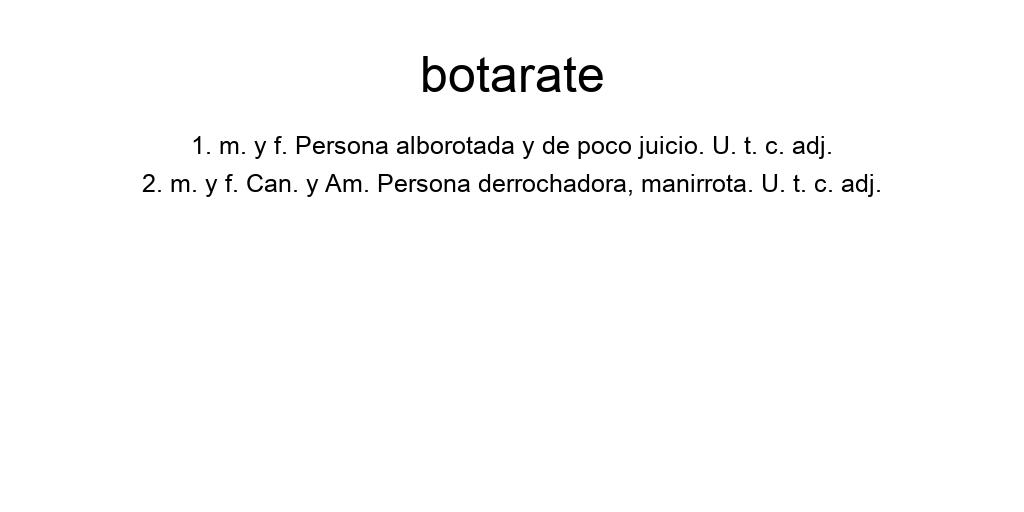 botarate
1. m. y f. Persona alborotada y de poco juicio. U. t. c. adj.
2. m. y f. Can. y Am. Persona derrochadora, manirrota. U. t. c. adj.